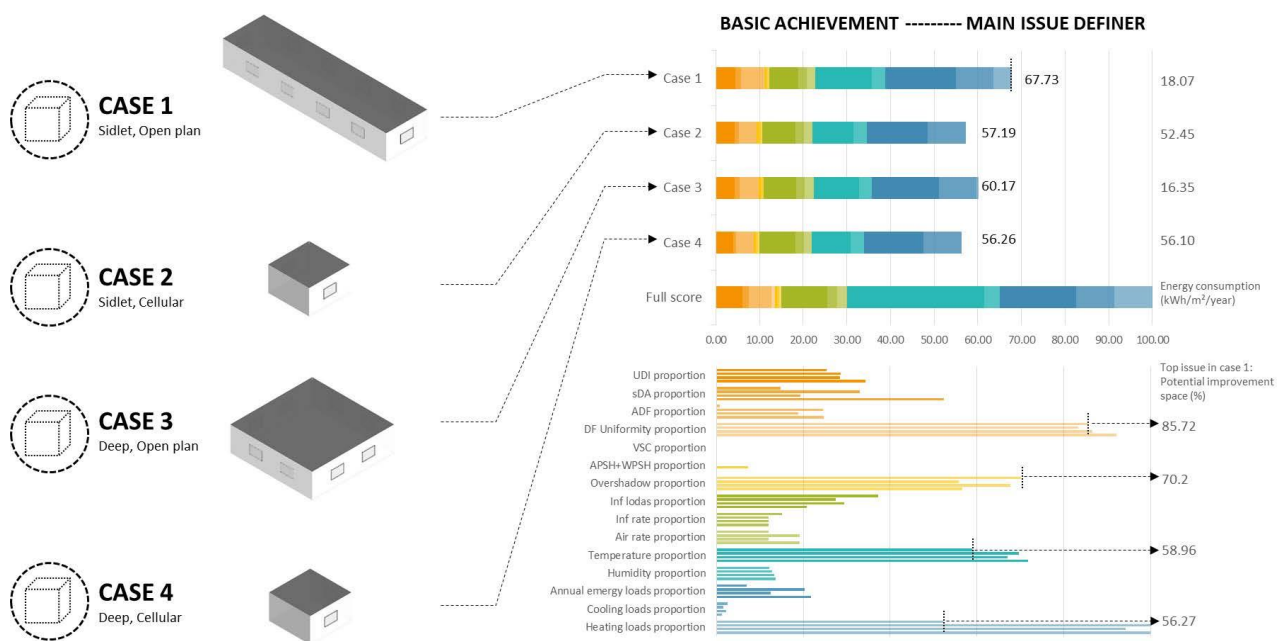 BASIC ACHIEVEMENT -------- MAIN ISSUE DEFINER
CASE 1
Sidlet, Open plan
CASE 2
Sidlet, Cellular
CASE 3
Deep, Open plan
CASE 4
Deep, Cellular
Case 1
67.73
18.07
Case 2
57.19
52.45
Case 3
60.17
16.35
Case 4
56.26
56.10
Full score
Energy consumption
(kWh/m²/year)
0.00 10.00 20.00 30.00 40.00 50.00 60.00 70.00 80.00 90.00 100.00
Top issue in case 1:
Potential improvement
space (%)
UDI proportion
sDA proportion
ADF proportion
DF Uniformity proportion
85.72
VSC proportion
APSH+WPSH proportion
Overshadow proportion
70.2
Inf lodas proportion
Inf rate proportion
Air rate proportion
Temperature proportion
58.96
Humidity proportion
Annual emergy loads proportion
Cooling loads proportion
Heating loads proportion
56.27